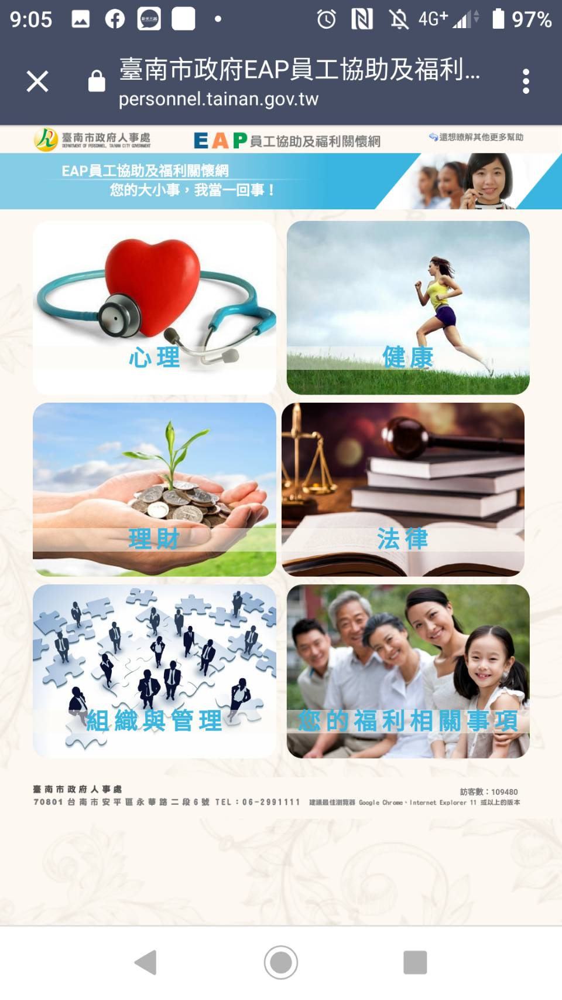 9:05
新光三越
4G+
97%
臺南市政府EAP員工協助及福利...
personnel.tainan.gov.tw
臺南市政府人事處
DEPARTMENT OF PERSONNEL, TAINAN CITY GOVERNMENT
EAP員工協助及福利關懷網
還想瞭解其他更多幫助
EAP員工協助及福利關懷網
您的大小事，我當一回事！
心理
健康
理財
法律
組織與管理
您的福利相關事項
臺南市政府人事處
訪客數：109480
70801 台南市安平區永華路二段6號 TEL：06-2991111
建議最佳瀏覽器 Google Chrome、Internet Explorer 11 或以上的版本